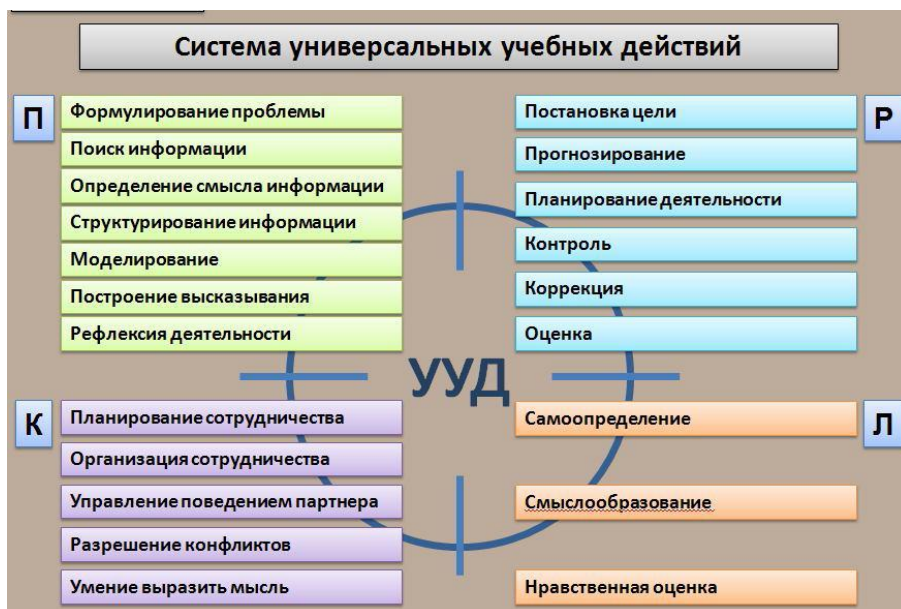 Система универсальных учебных действий
П
Формулирование проблемы
Поиск информации
Определение смысла информации
Структурирование информации
Моделирование
Построение высказывания
Рефлексия деятельности
Р
Постановка цели
Прогнозирование
Планирование деятельности
Контроль
Коррекция
Оценка
УУД
К
Планирование сотрудничества
Организация сотрудничества
Управление поведением партнера
Разрешение конфликтов
Умение выразить мысль
Л
Самоопределение
Смыслообразование
Нравственная оценка